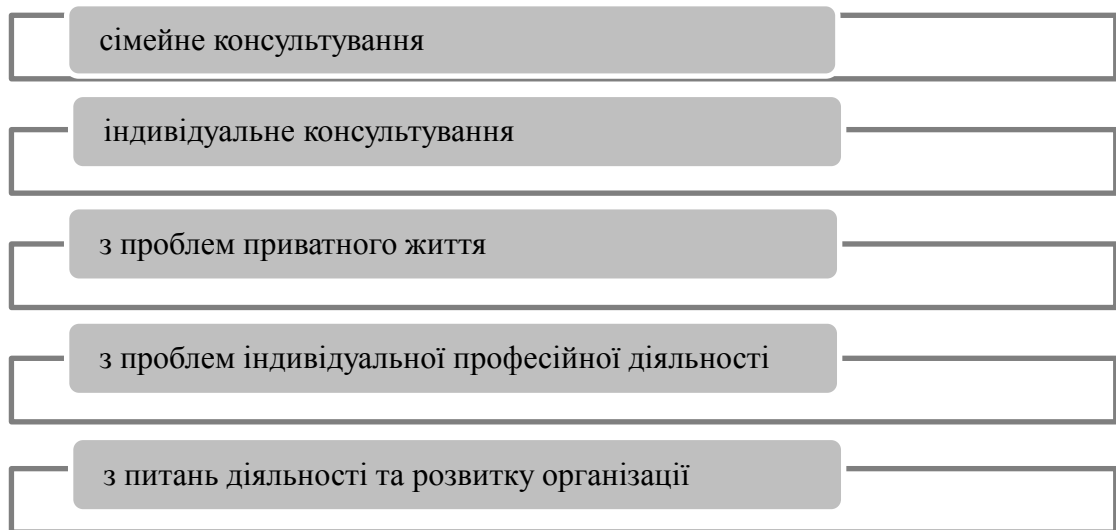 сімейне консультування
індивідуальне консультування
з проблем приватного життя
з проблем індивідуальної професійної діяльності
з питань діяльності та розвитку організації